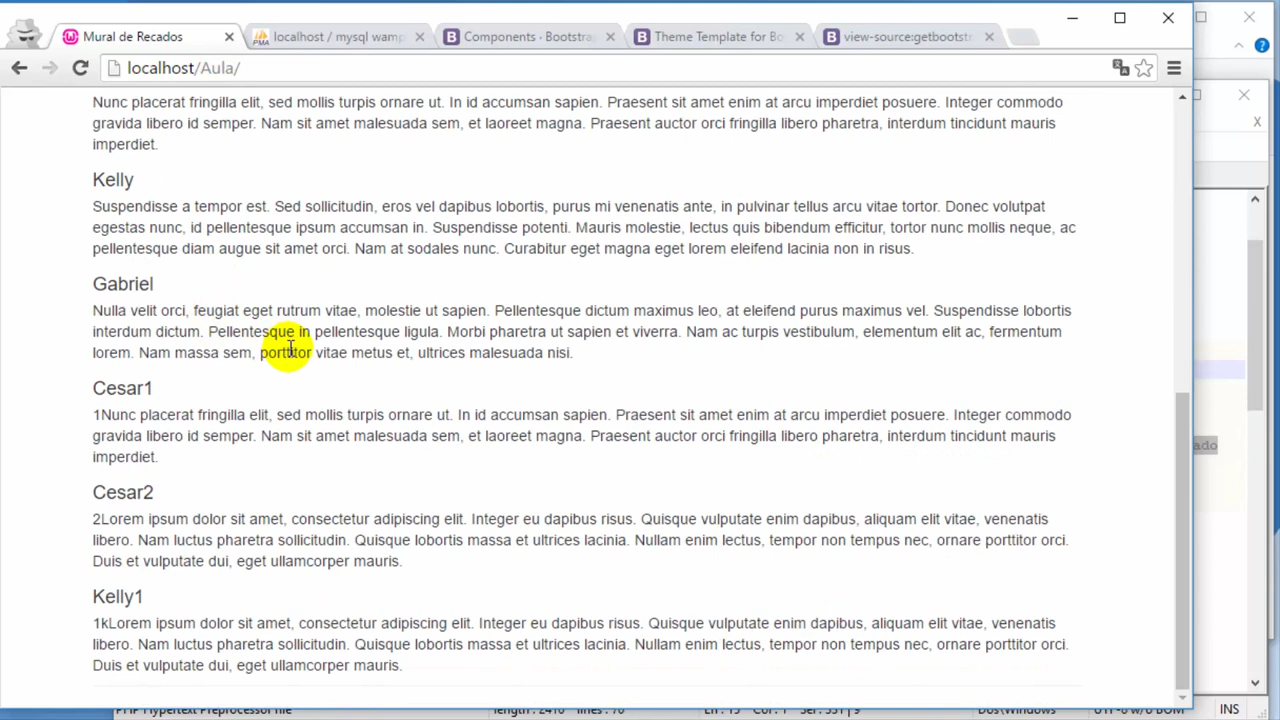 Mural de Recados
localhost / mysql wamp
Components · Bootstrap
Theme Template for Bo
view-source:getbootst
localhost/Aula/
Nunc placerat fringilla elit, sed mollis turpis ornare ut. In id accumsan sapien. Praesent sit amet enim at arcu imperdiet posuere. Integer commodo
gravida libero id semper. Nam sit amet malesuada sem, et laoreet magna. Praesent auctor orci fringilla libero pharetra, interdum tincidunt mauris
imperdiet.
Kelly
Suspendisse a tempor est. Sed sollicitudin, eros vel dapibus lobortis, purus mi venenatis ante, in pulvinar tellus arcu vitae tortor. Donec volutpat
egestas nunc, id pellentesque ipsum accumsan in. Suspendisse potenti. Mauris molestie, lectus quis bibendum efficitur, tortor nunc mollis neque, ac
pellentesque diam augue sit amet orci. Nam at sodales nunc. Curabitur eget magna eget lorem eleifend lacinia non in risus.
Gabriel
Nulla velit orci, feugiat eget rutrum vitae, molestie ut sapien. Pellentesque dictum maximus leo, at eleifend purus maximus vel. Suspendisse lobortis
interdum dictum. Pellentesque in pellentesque ligula. Morbi pharetra ut sapien et viverra. Nam ac turpis vestibulum, elementum elit ac, fermentum
lorem. Nam massa sem, porttitor vitae metus et, ultrices malesuada nisi.
Cesar1
1Nunc placerat fringilla elit, sed mollis turpis ornare ut. In id accumsan sapien. Praesent sit amet enim at arcu imperdiet posuere. Integer commodo
gravida libero id semper. Nam sit amet malesuada sem, et laoreet magna. Praesent auctor orci fringilla libero pharetra, interdum tincidunt mauris
imperdiet.
ado
Cesar2
2Lorem ipsum dolor sit amet, consectetur adipiscing elit. Integer eu dapibus risus. Quisque vulputate enim dapibus, aliquam elit vitae, venenatis
libero. Nam luctus pharetra sollicitudin. Quisque lobortis massa et ultrices lacinia. Nullam enim lectus, tempor non tempus nec, ornare porttitor orci.
Duis et vulputate dui, eget ullamcorper mauris.
Kelly1
1kLorem ipsum dolor sit amet, consectetur adipiscing elit. Integer eu dapibus risus. Quisque vulputate enim dapibus, aliquam elit vitae, venenatis
libero. Nam luctus pharetra sollicitudin. Quisque lobortis massa et ultrices lacinia. Nullam enim lectus, tempor non tempus nec, ornare porttitor orci.
Duis et vulputate dui, eget ullamcorper mauris.
INS